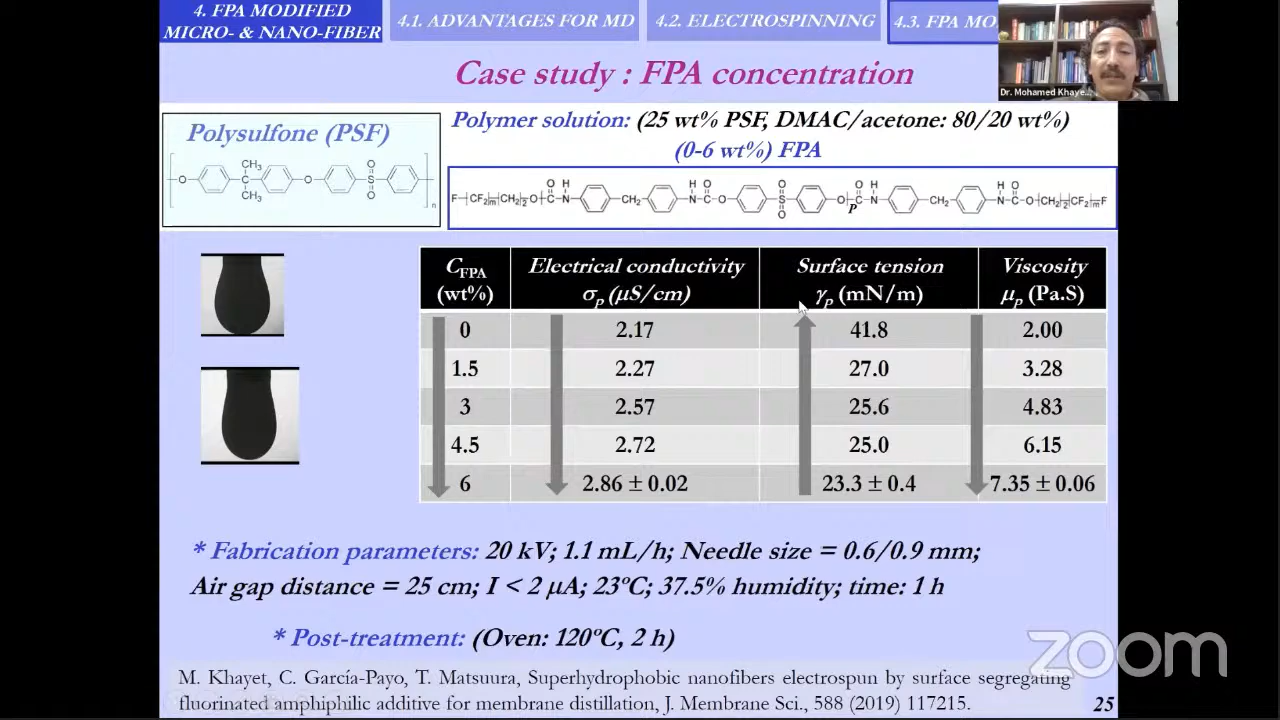 4. FPA MODIFIED
MICRO- & NANO-FIBER
4.1. ADVANTAGES FOR MD
4.2. ELECTROSPINNING
4.3. FPA MO
Dr. Mohamed Khaye...
Case study : FPA concentration
Polysulfone (PSF)
CH₃
O
C
O
S
O
O
CH₃
n
Polymer solution: (25 wt% PSF, DMAC/acetone: 80/20 wt%)
(0-6 wt%) FPA
C_FPA (wt%) Electrical conductivity σp (µS/cm) Surface tension γp (mN/m) Viscosity µp (Pa.S)
0 2.17 41.8 2.00
1.5 2.27 27.0 3.28
3 2.57 25.6 4.83
4.5 2.72 25.0 6.15
6 2.86 ± 0.02 23.3 ± 0.4 7.35 ± 0.06
* Fabrication parameters: 20 kV; 1.1 mL/h; Needle size = 0.6/0.9 mm;
Air gap distance = 25 cm; I < 2 µA; 23ºC; 37.5% humidity; time: 1 h
* Post-treatment: (Oven: 120ºC, 2 h)
zoom
M. Khayet, C. García-Payo, T. Matsuura, Superhydrophobic nanofibers electrospun by surface segregating
fluorinated amphiphilic additive for membrane distillation, J. Membrane Sci., 588 (2019) 117215.
25